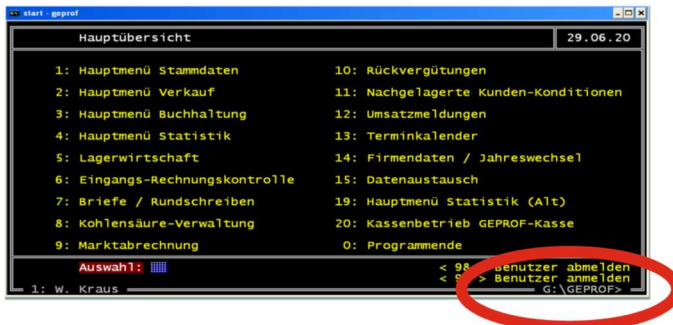 start - geprof
Hauptübersicht 29.06.20
1: Hauptmenü Stammdaten 10: Rückvergütungen
2: Hauptmenü Verkauf 11: Nachgelagerte Kunden-Konditionen
3: Hauptmenü Buchhaltung 12: Umsatzmeldungen
4: Hauptmenü Statistik 13: Terminkalender
5: Lagerwirtschaft 14: Firmendaten / Jahreswechsel
6: Eingangs-Rechnungskontrolle 15: Datenaustausch
7: Briefe / Rundschreiben 19: Hauptmenü Statistik (Alt)
8: Kohlensäure-Verwaltung 20: Kassenbetrieb GEPROF-Kasse
9: Marktabrechnung 0: Programmende
Auswahl: < 98 > Benutzer abmelden
Benutzer anmelden
1: W. Kraus G:\GEPROF>